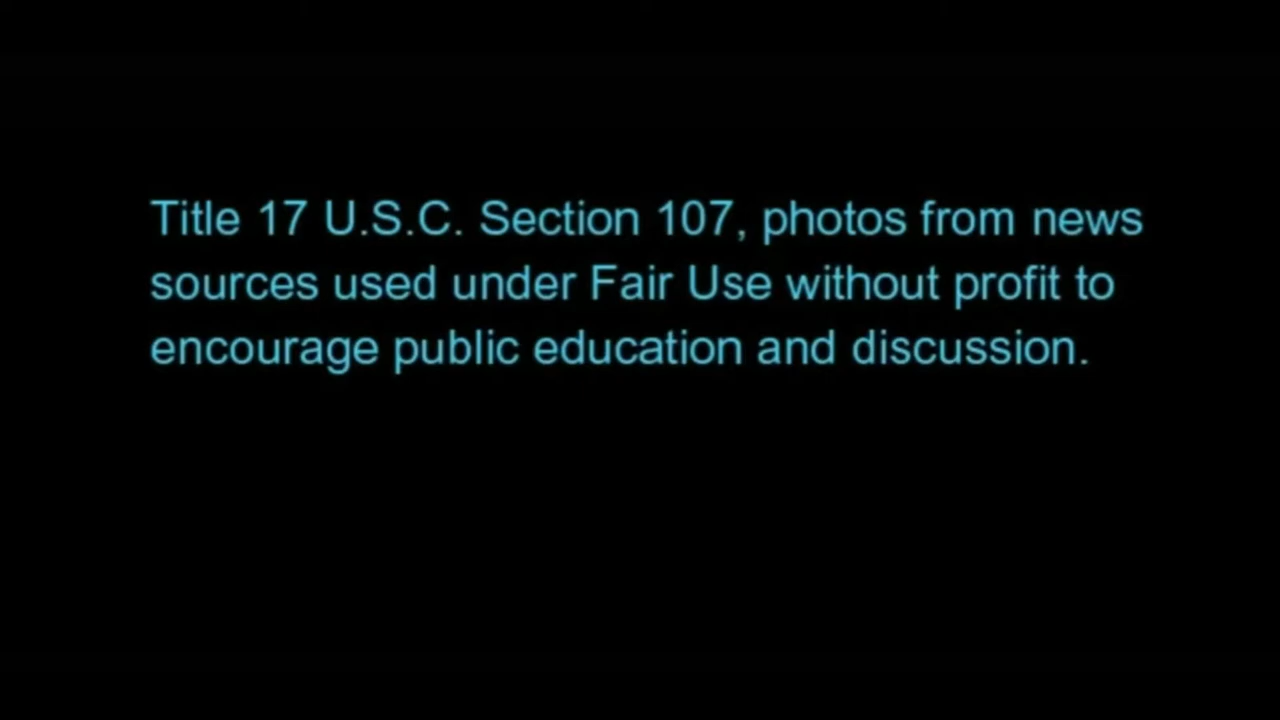 Title 17 U.S.C. Section 107, photos from news
sources used under Fair Use without profit to
encourage public education and discussion.